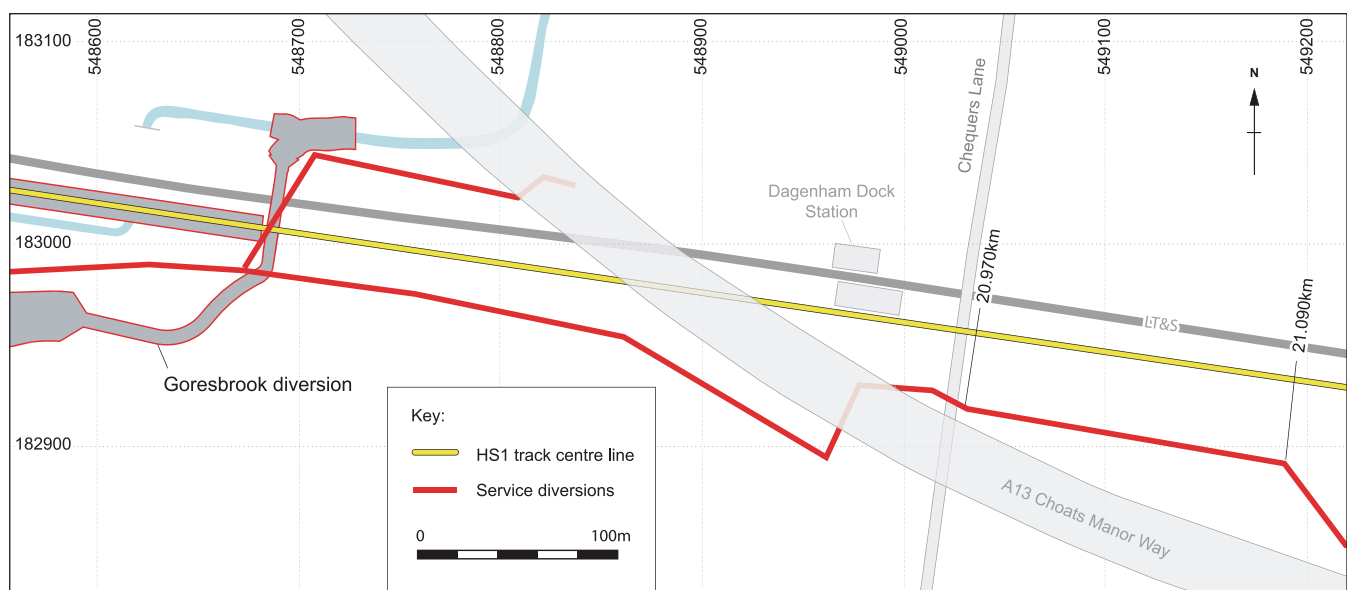 548600
548700
548800
548900
549000
549100
549200
183100
183000
182900
N
Chequers Lane
Dagenham Dock
Station
20.970km
LT&S
21.090km
Goresbrook diversion
A13 Choats Manor Way
Key:
HS1 track centre line
Service diversions
0 100m